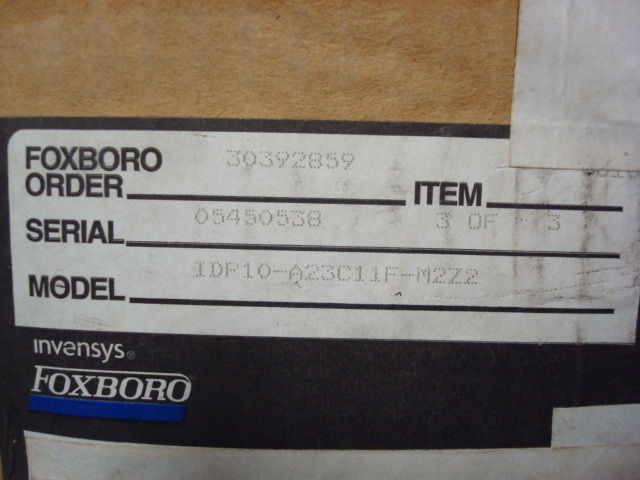 FOXBORO 30392859
ORDER ITEM
SERIAL 05450538 3 OF 3
MODEL IDP10-A23C11F-M2Z2
invensys®
FOXBORO